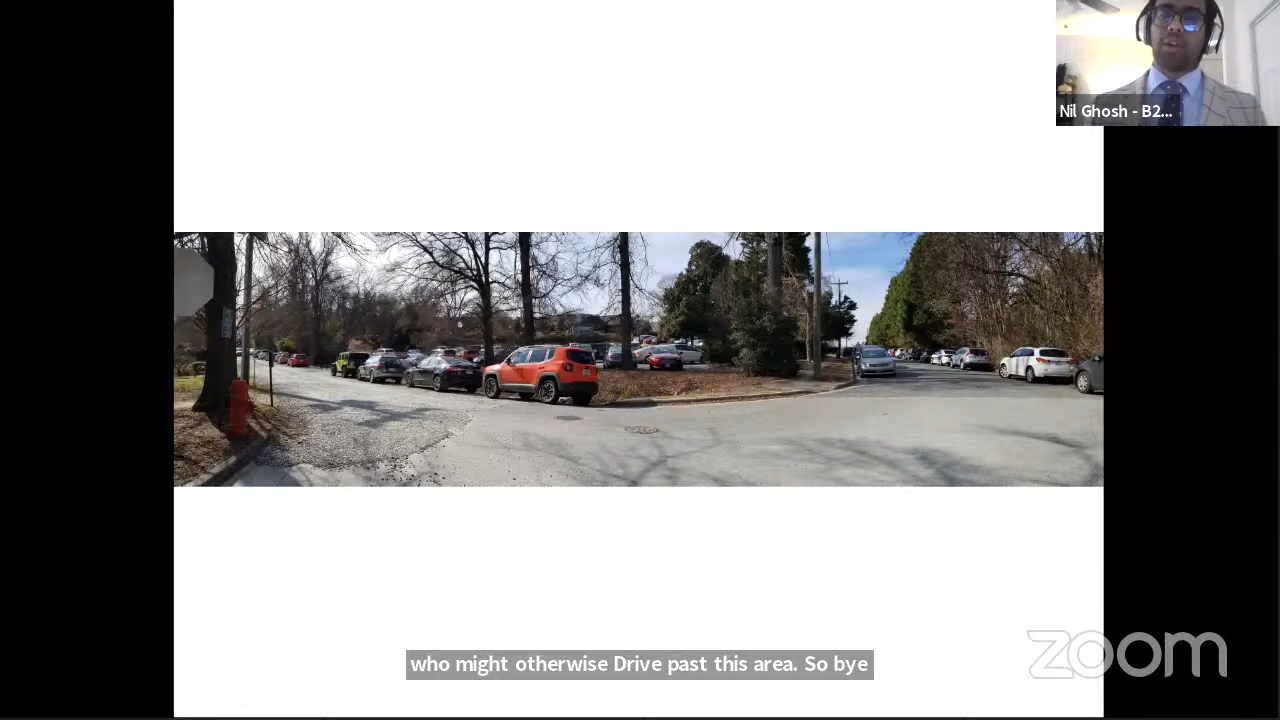 Nil Ghosh - B2...
who might otherwise Drive past this area. So bye
zoom